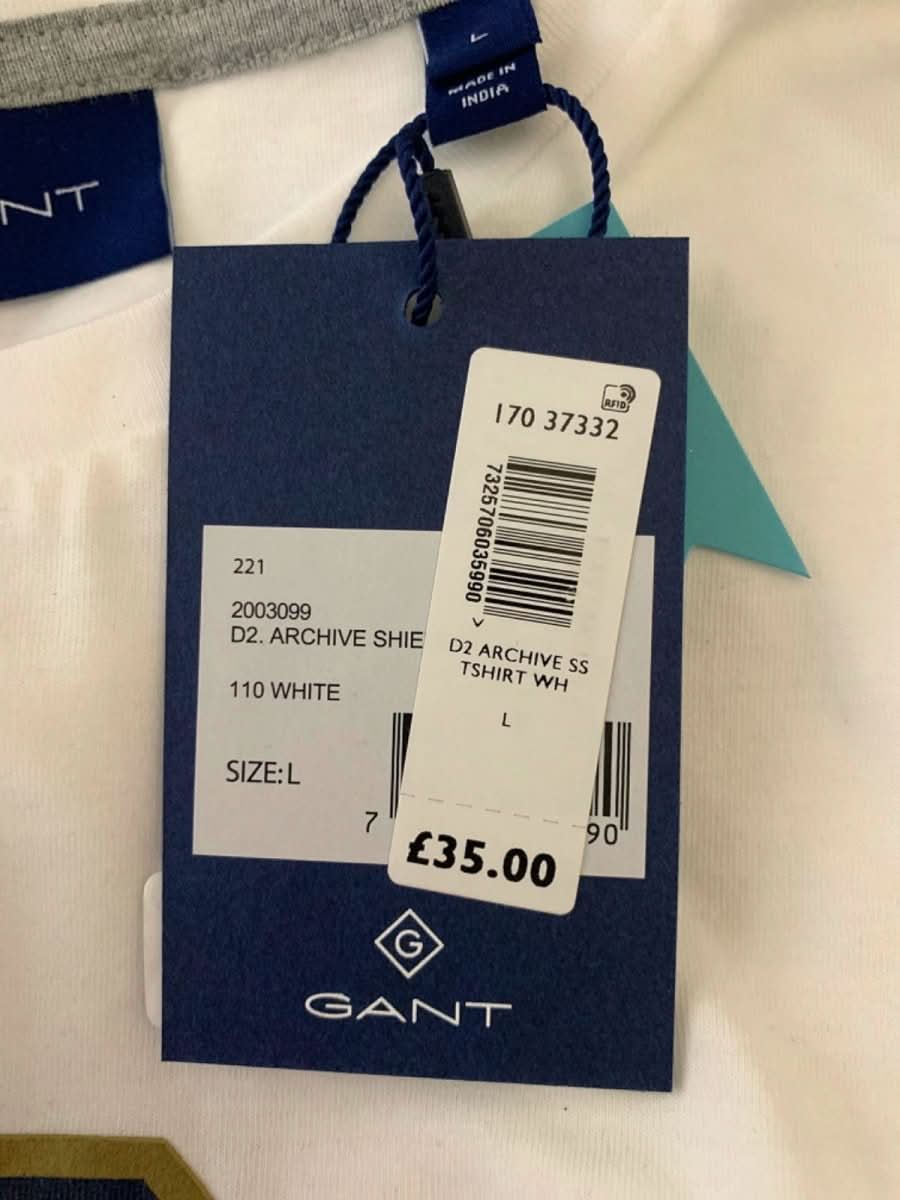 L
MADE IN
INDIA
NT
RFID
170 37332
7325706035990 >
221
2003099
D2. ARCHIVE SHIE
D2 ARCHIVE SS
TSHIRT WH
110 WHITE
L
SIZE: L
7
90
£35.00
G
GANT